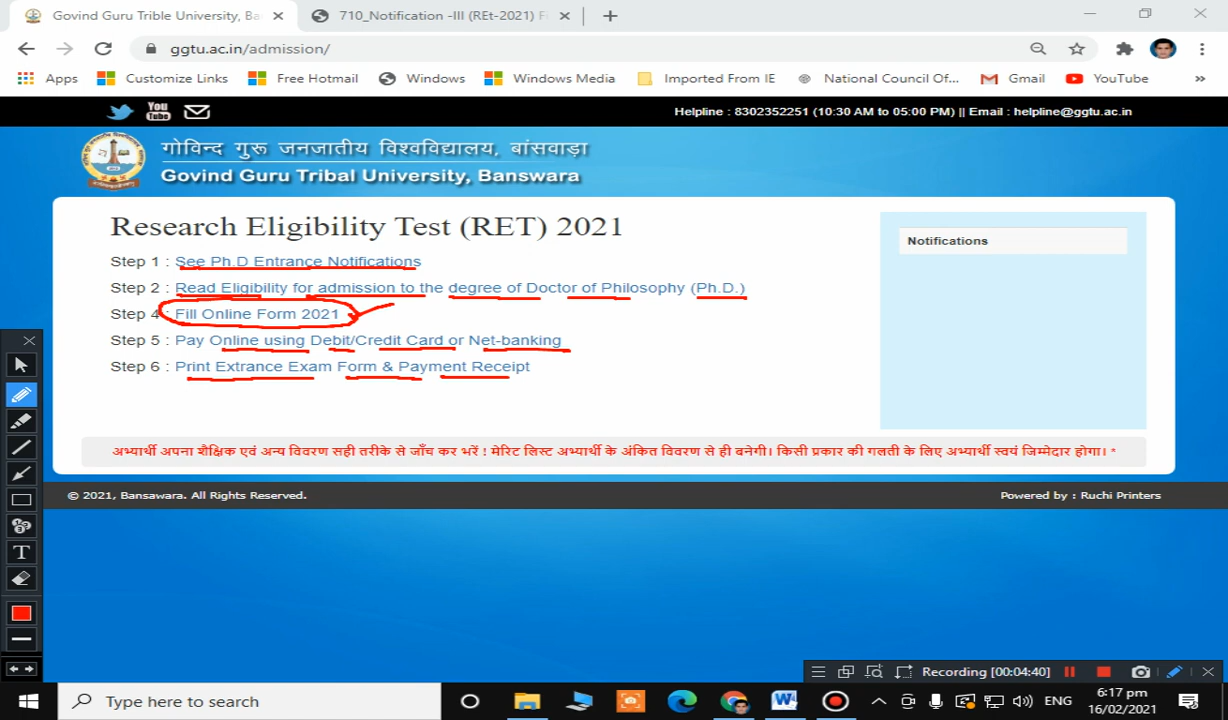 Govind Guru Trible University, Ba
710_Notification -III (REt-2021) F
ggtu.ac.in/admission/
Apps Customize Links Free Hotmail Windows Windows Media Imported From IE National Council Of... Gmail YouTube »
You Tube
Helpline : 8302352251 (10:30 AM to 05:00 PM) || Email : helpline@ggtu.ac.in
गोविन्द गुरू जनजातीय विश्वविद्यालय, बांसवाड़ा
Govind Guru Tribal University, Banswara
Research Eligibility Test (RET) 2021
Notifications
Step 1 : See Ph.D Entrance Notifications
Step 2 : Read Eligibility for admission to the degree of Doctor of Philosophy (Ph.D.)
Step 4 : Fill Online Form 2021
Step 5 : Pay Online using Debit/Credit Card or Net-banking
Step 6 : Print Extrance Exam Form & Payment Receipt
अभ्यार्थी अपना शैक्षिक एवं अन्य विवरण सही तरीके से जाँच कर भरें ! मेरिट लिस्ट अभ्यार्थी के अंकित विवरण से ही बनेगी। किसी प्रकार की गलती के लिए अभ्यार्थी स्वयं जिम्मेदार होगा। *
© 2021, Bansawara. All Rights Reserved.
Powered by : Ruchi Printers
T
Recording [00:04:40]
Type here to search
ENG
6:17 pm
16/02/2021